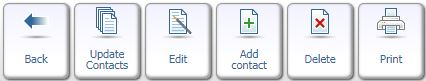 Back
Update
Contacts
Edit
Add
contact
Delete
Print